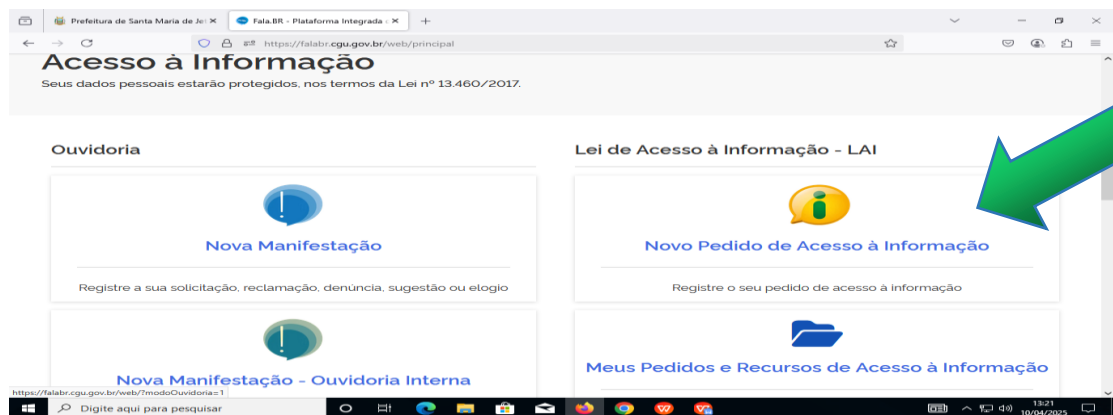 Prefeitura de Santa Maria de Je
Fala.BR - Plataforma Integrada
https://falabr.cgu.gov.br/web/principal
Acesso à Informação
Seus dados pessoais estarão protegidos, nos termos da Lei nº 13.460/2017.
Ouvidoria
Lei de Acesso à Informação - LAI
Nova Manifestação
Novo Pedido de Acesso à Informação
Registre a sua solicitação, reclamação, denúncia, sugestão ou elogio
Registre o seu pedido de acesso à informação
Meus Pedidos e Recursos de Acesso à Informação
Nova Manifestação - Ouvidoria Interna
https://falabr.cgu.gov.br/web/?modoOuvidoria=1
Digite aqui para pesquisar
13:21
10/04/2025